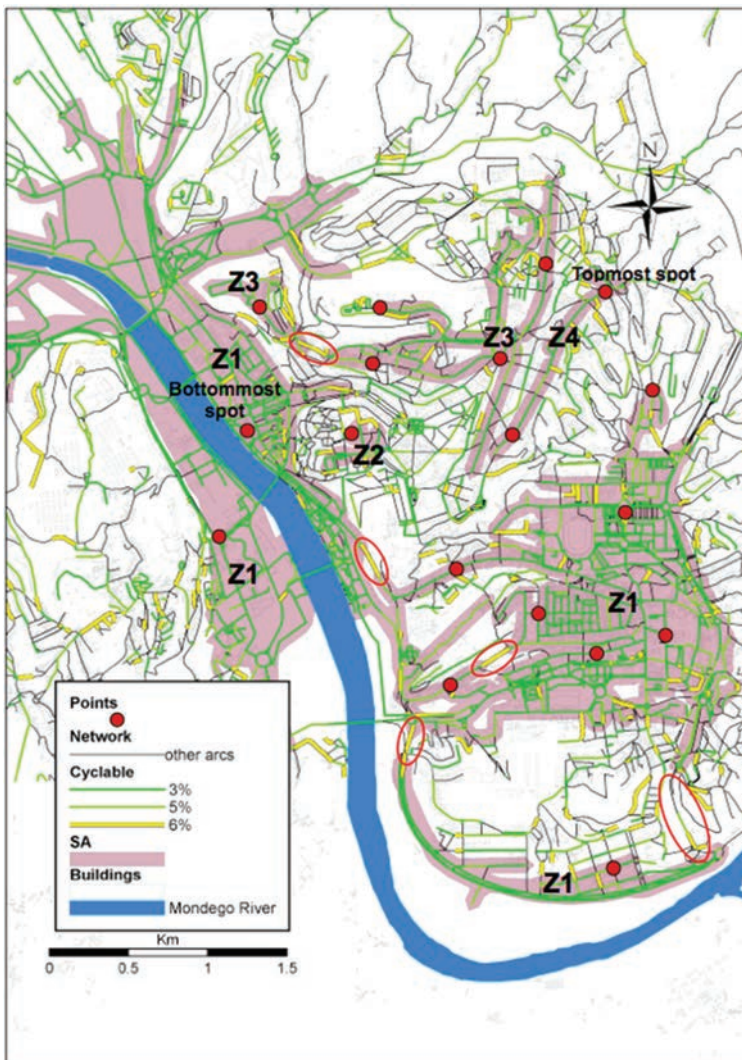 N
Z3
Topmost spot
Z3
Z4
Z1
Bottommost
spot
Z2
Z1
Z1
Z1
Points
Network
other arcs
Cyclable
3%
5%
6%
SA
Buildings
Mondego River
Km
0 0.5 1 1.5